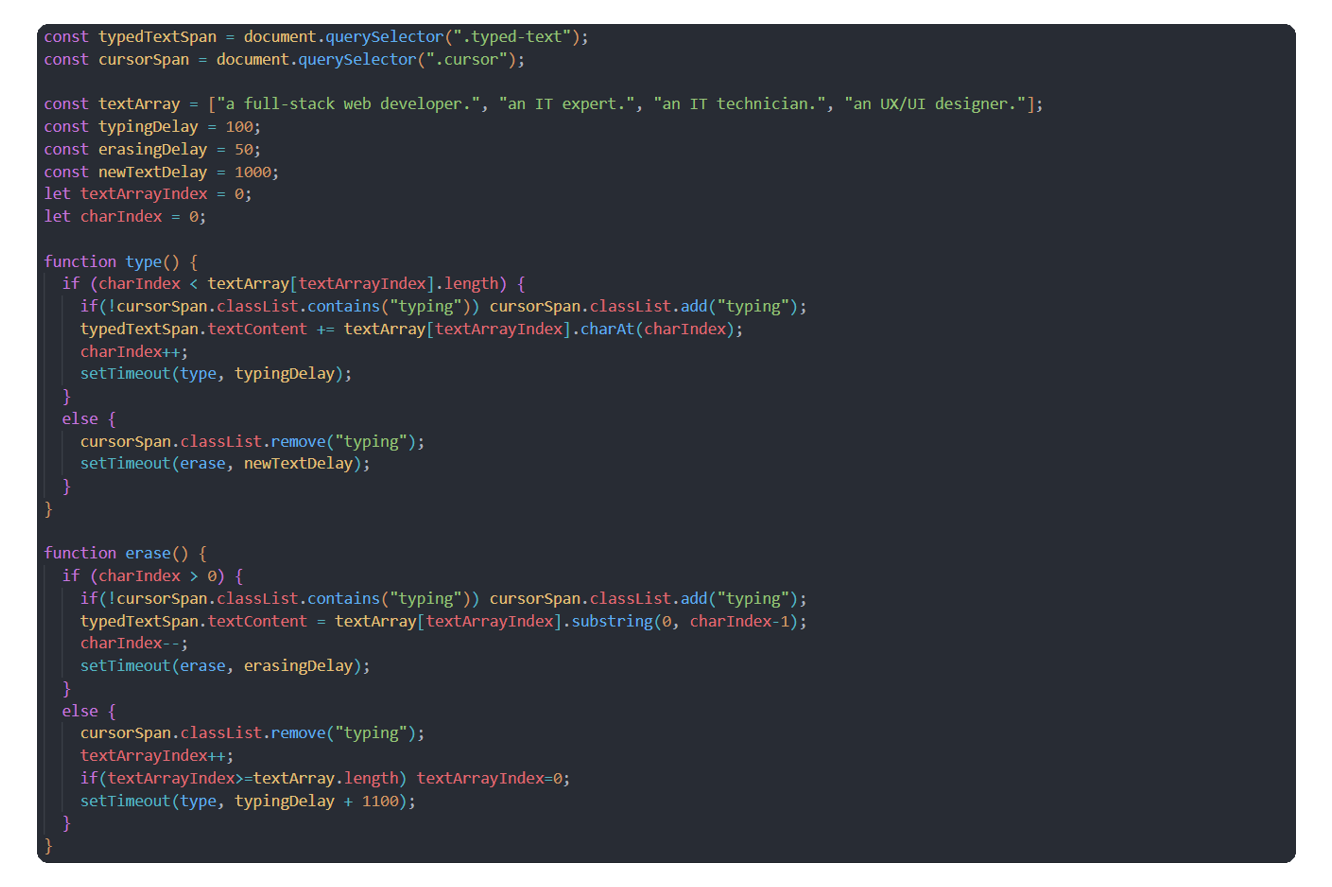 const typedTextSpan = document.querySelector(".typed-text");
const cursorSpan = document.querySelector(".cursor");

const textArray = ["a full-stack web developer.", "an IT expert.", "an IT technician.", "an UX/UI designer."];
const typingDelay = 100;
const erasingDelay = 50;
const newTextDelay = 1000;
let textArrayIndex = 0;
let charIndex = 0;

function type() {
  if (charIndex < textArray[textArrayIndex].length) {
    if(!cursorSpan.classList.contains("typing")) cursorSpan.classList.add("typing");
    typedTextSpan.textContent += textArray[textArrayIndex].charAt(charIndex);
    charIndex++;
    setTimeout(type, typingDelay);
  }
  else {
    cursorSpan.classList.remove("typing");
    setTimeout(erase, newTextDelay);
  }
}

function erase() {
  if (charIndex > 0) {
    if(!cursorSpan.classList.contains("typing")) cursorSpan.classList.add("typing");
    typedTextSpan.textContent = textArray[textArrayIndex].substring(0, charIndex-1);
    charIndex--;
    setTimeout(erase, erasingDelay);
  }
  else {
    cursorSpan.classList.remove("typing");
    textArrayIndex++;
    if(textArrayIndex>=textArray.length) textArrayIndex=0;
    setTimeout(type, typingDelay + 1100);
  }
}